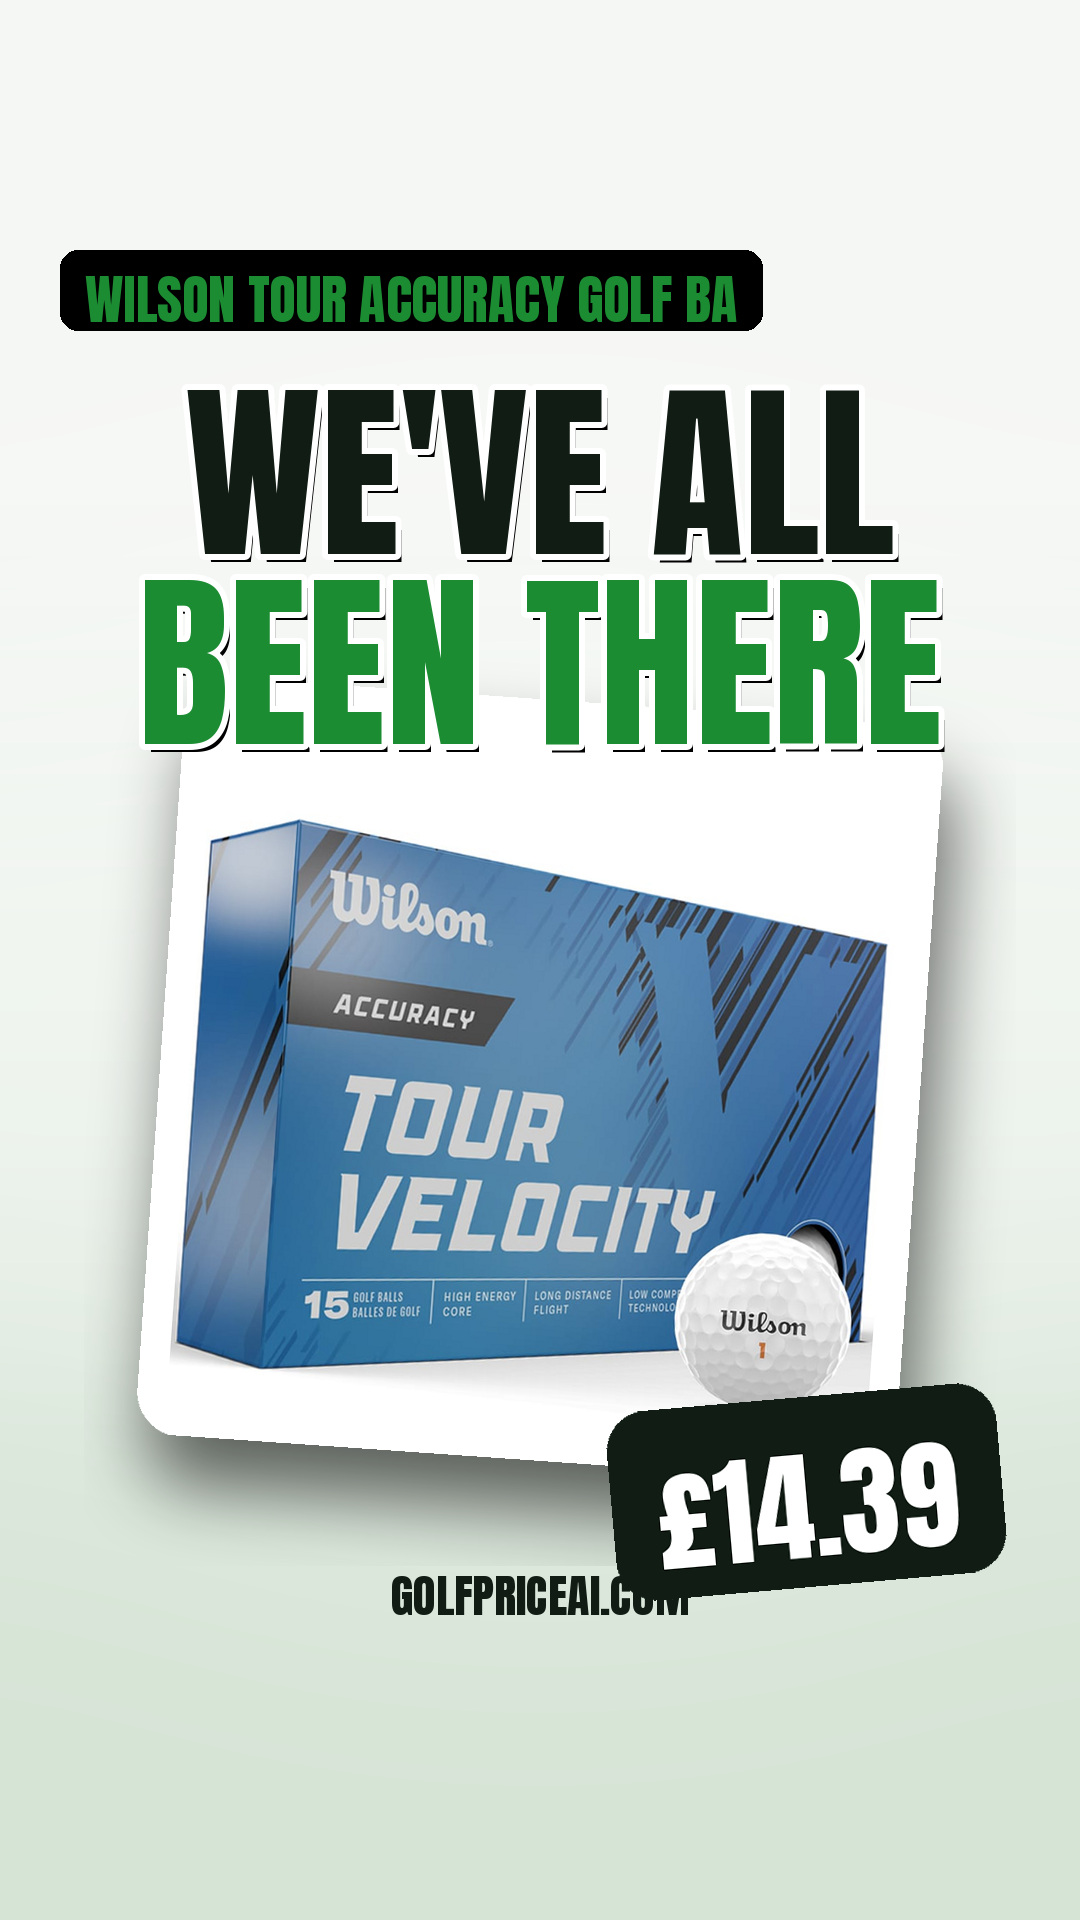 WILSON TOUR ACCURACY GOLF BA
WE'VE ALL
BEEN THERE
Wilson
ACCURACY
TOUR
VELOCITY
15 GOLF BALLS
BALLES DE GOLF
HIGH ENERGY
CORE
LONG DISTANCE
FLIGHT
LOW
Wilson
1
£14.39
GOLFPRICEAI.COM